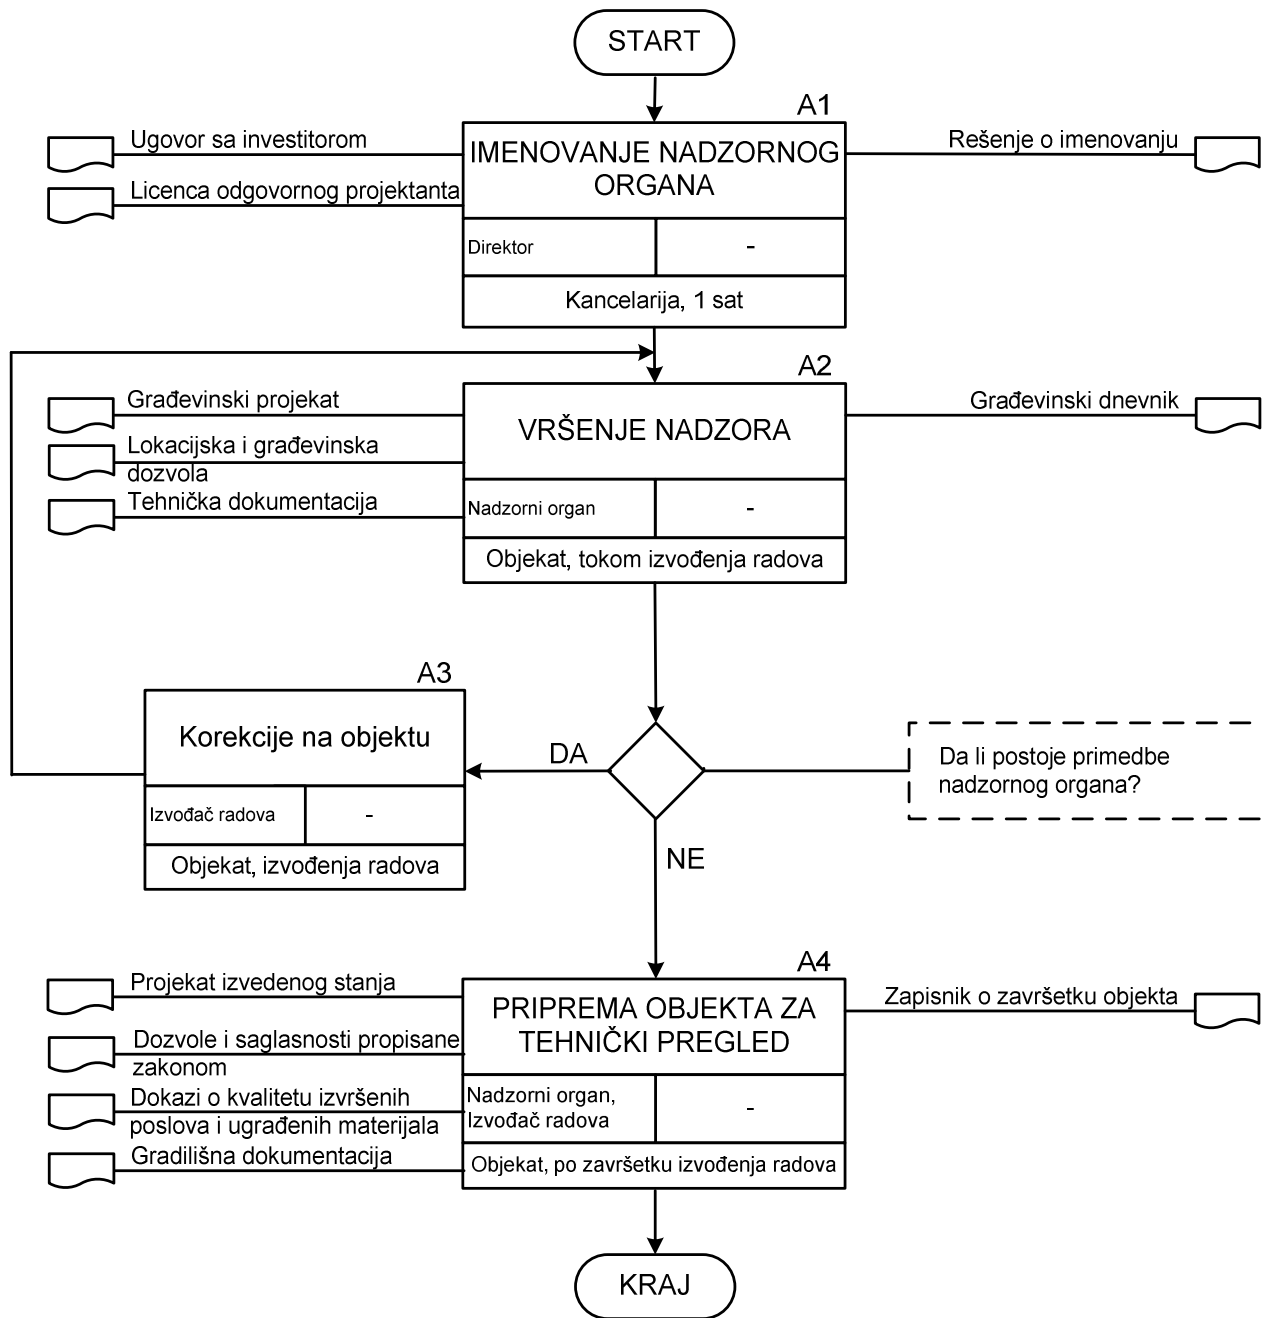 START
A1
Ugovor sa investitorom
Licenca odgovornog projektanta
IMENOVANJE NADZORNOG
ORGANA
Rešenje o imenovanju
Direktor
-
Kancelarija, 1 sat
A2
Građevinski projekat
Lokacijska i građevinska
dozvola
Tehnička dokumentacija
VRŠENJE NADZORA
Građevinski dnevnik
Nadzorni organ
-
Objekat, tokom izvođenja radova
A3
Korekcije na objektu
Izvođač radova
-
Objekat, izvođenja radova
DA
Da li postoje primedbe
nadzornog organa?
NE
A4
Projekat izvedenog stanja
Dozvole i saglasnosti propisane
zakonom
Dokazi o kvalitetu izvršenih
poslova i ugrađenih materijala
Gradilišna dokumentacija
PRIPREMA OBJEKTA ZA
TEHNIČKI PREGLED
Zapisnik o završetku objekta
Nadzorni organ,
Izvođač radova
-
Objekat, po završetku izvođenja radova
KRAJ